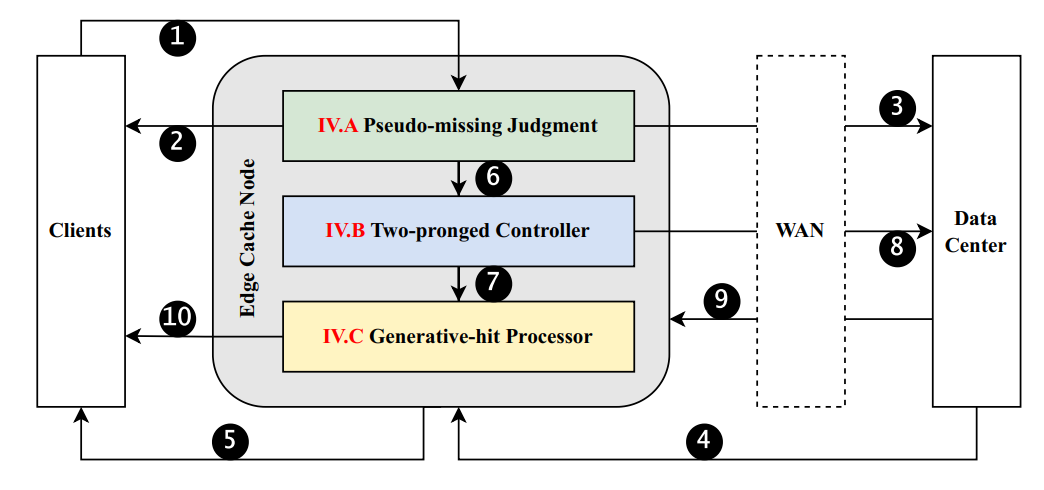 1
2
3
IV.A Pseudo-missing Judgment
6
Clients
Edge Cache Node
IV.B Two-pronged Controller
WAN
8
Data
Center
7
9
10
IV.C Generative-hit Processor
5
4